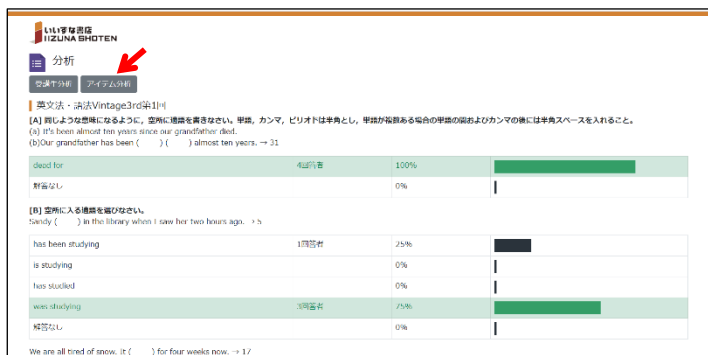 いいずな書店
IIZUNA SHOTEN
分析
受講生分析 アイテム分析
英文法・語法Vintage3rd第1回
[A] 同じような意味になるように，空所に適語を書きなさい。単語，カンマ，ピリオドは半角とし，単語が複数ある場合の単語の間およびカンマの後には半角スペースを入れること。
(a) It's been almost ten years since our grandfather died.
(b)Our grandfather has been ( ) ( ) almost ten years. → 31
dead for 4回答者 100%
解答なし 0%
[B] 空所に入る適語を選びなさい。
Sandy ( ) in the library when I saw her two hours ago. → 5
has been studying 1回答者 25%
is studying 0%
has studied 0%
was studying 3回答者 75%
解答なし 0%
We are all tired of snow. It ( ) for four weeks now. → 17